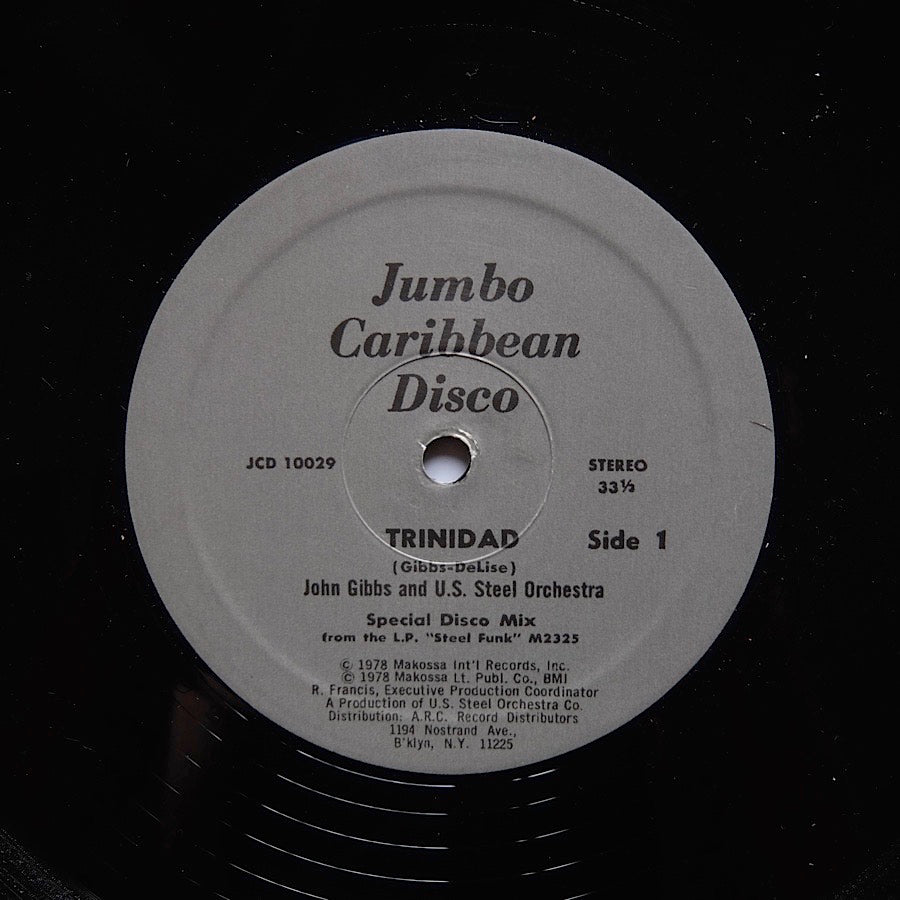 Jumbo
Caribbean
Disco
JCD 10029
STEREO
33⅓
TRINIDAD
Side 1
(Gibbs-DeLise)
John Gibbs and U.S. Steel Orchestra
Special Disco Mix
from the L.P. "Steel Funk" M2325
© 1978 Makossa Int'l Records, Inc.
© 1978 Makossa Lt. Publ. Co., BMI
R. Francis, Executive Production Coordinator
A Production of U.S. Steel Orchestra Co.
Distribution: A.R.C. Record Distributors
1194 Nostrand Ave.,
B'klyn, N.Y. 11225